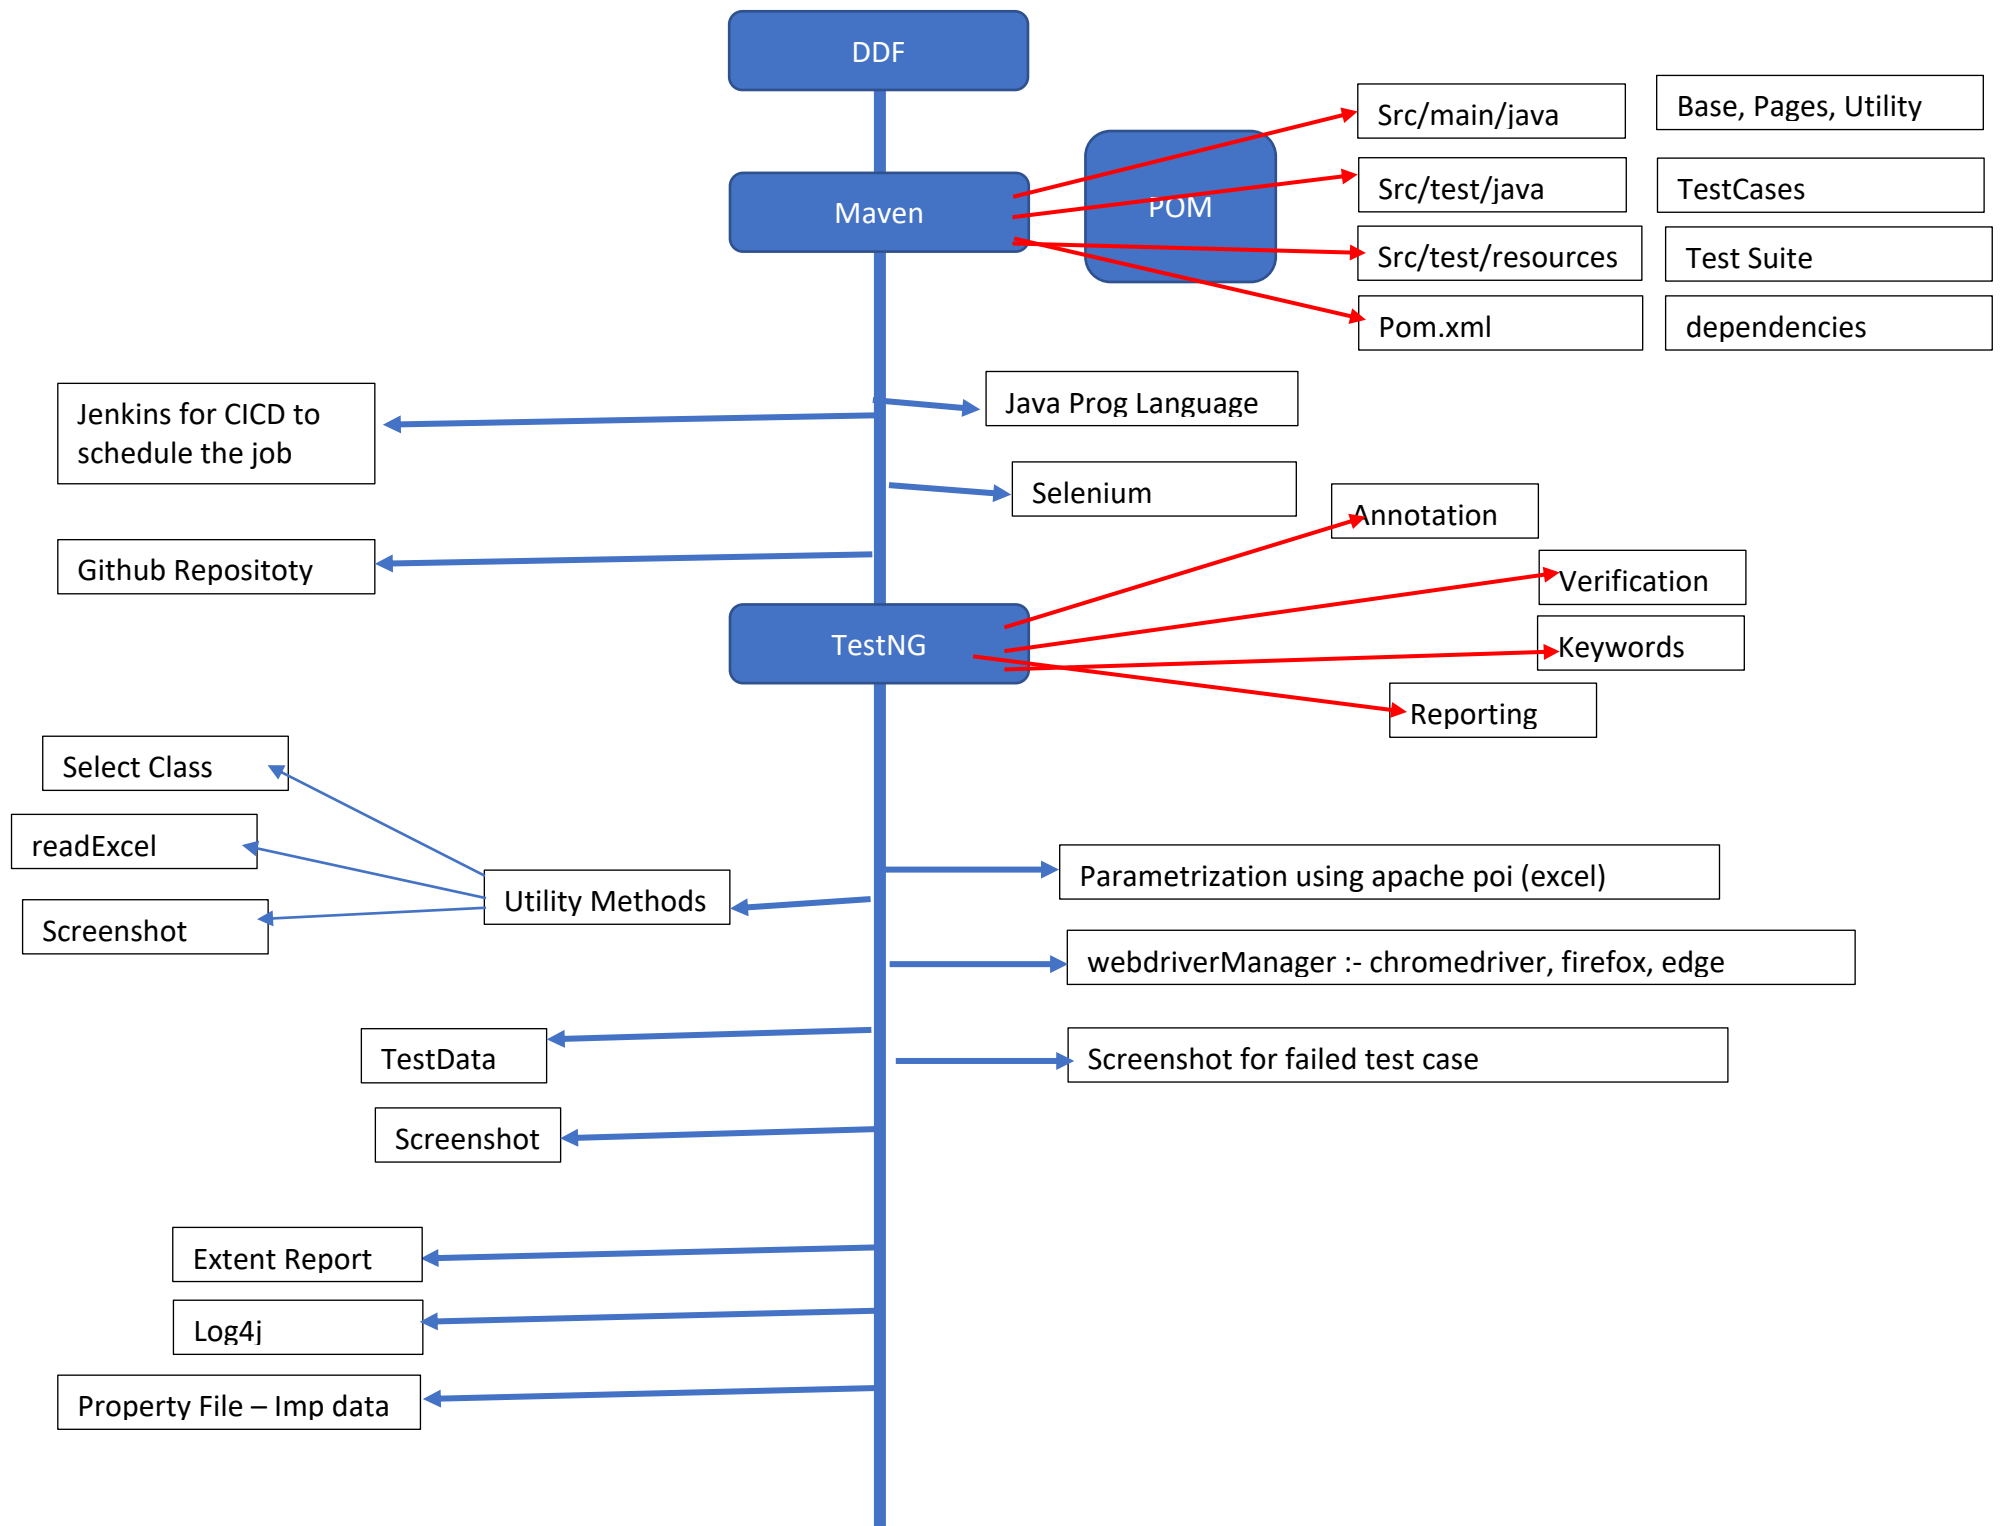 DDF
Src/main/java
Base, Pages, Utility
Maven
POM
Src/test/java
TestCases
Src/test/resources
Test Suite
Pom.xml
dependencies
Jenkins for CICD to
schedule the job
Java Prog Language
Selenium
Annotation
Github Repositoty
Verification
TestNG
Keywords
Reporting
Select Class
readExcel
Utility Methods
Screenshot
Parametrization using apache poi (excel)
webdriverManager :- chromedriver, firefox, edge
TestData
Screenshot for failed test case
Screenshot
Extent Report
Log4j
Property File – Imp data